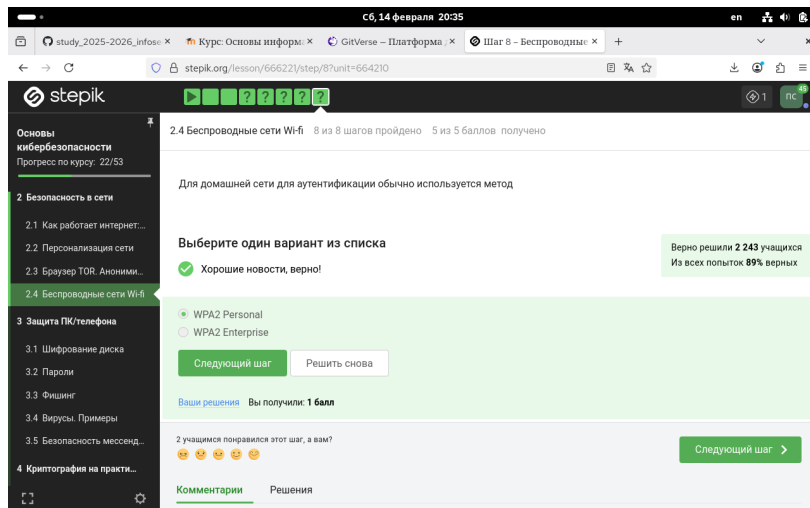 Сб, 14 февраля 20:35
en
study_2025-2026_infose
Курс: Основы информа
GitVerse – Платформа д
Шаг 8 – Беспроводные
stepik.org/lesson/666221/step/8?unit=664210
stepik
? ? ? ? ?
1
ПС
45
Основы кибербезопасности
Прогресс по курсу: 22/53
2.4 Беспроводные сети Wi-fi 8 из 8 шагов пройдено 5 из 5 баллов получено
2 Безопасность в сети
2.1 Как работает интернет:...
2.2 Персонализация сети
2.3 Браузер TOR. Аноними...
2.4 Беспроводные сети Wi-fi
3 Защита ПК/телефона
3.1 Шифрование диска
3.2 Пароли
3.3 Фишинг
3.4 Вирусы. Примеры
3.5 Безопасность мессенд...
4 Криптография на практи...
Для домашней сети для аутентификации обычно используется метод
Выберите один вариант из списка
Хорошие новости, верно!
Верно решили 2 243 учащихся
Из всех попыток 89% верных
WPA2 Personal
WPA2 Enterprise
Следующий шаг
Решить снова
Ваши решения Вы получили: 1 балл
2 учащимся понравился этот шаг, а вам?
Следующий шаг
Комментарии
Решения